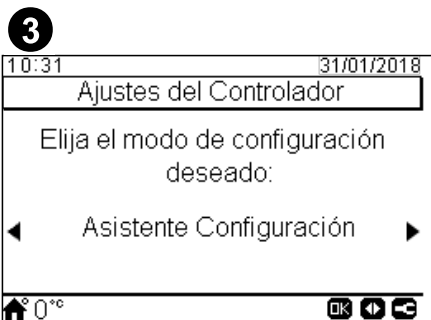 3
10:31 31/01/2018
Ajustes del Controlador
Elija el modo de configuración
deseado:
Asistente Configuración
0°c OK